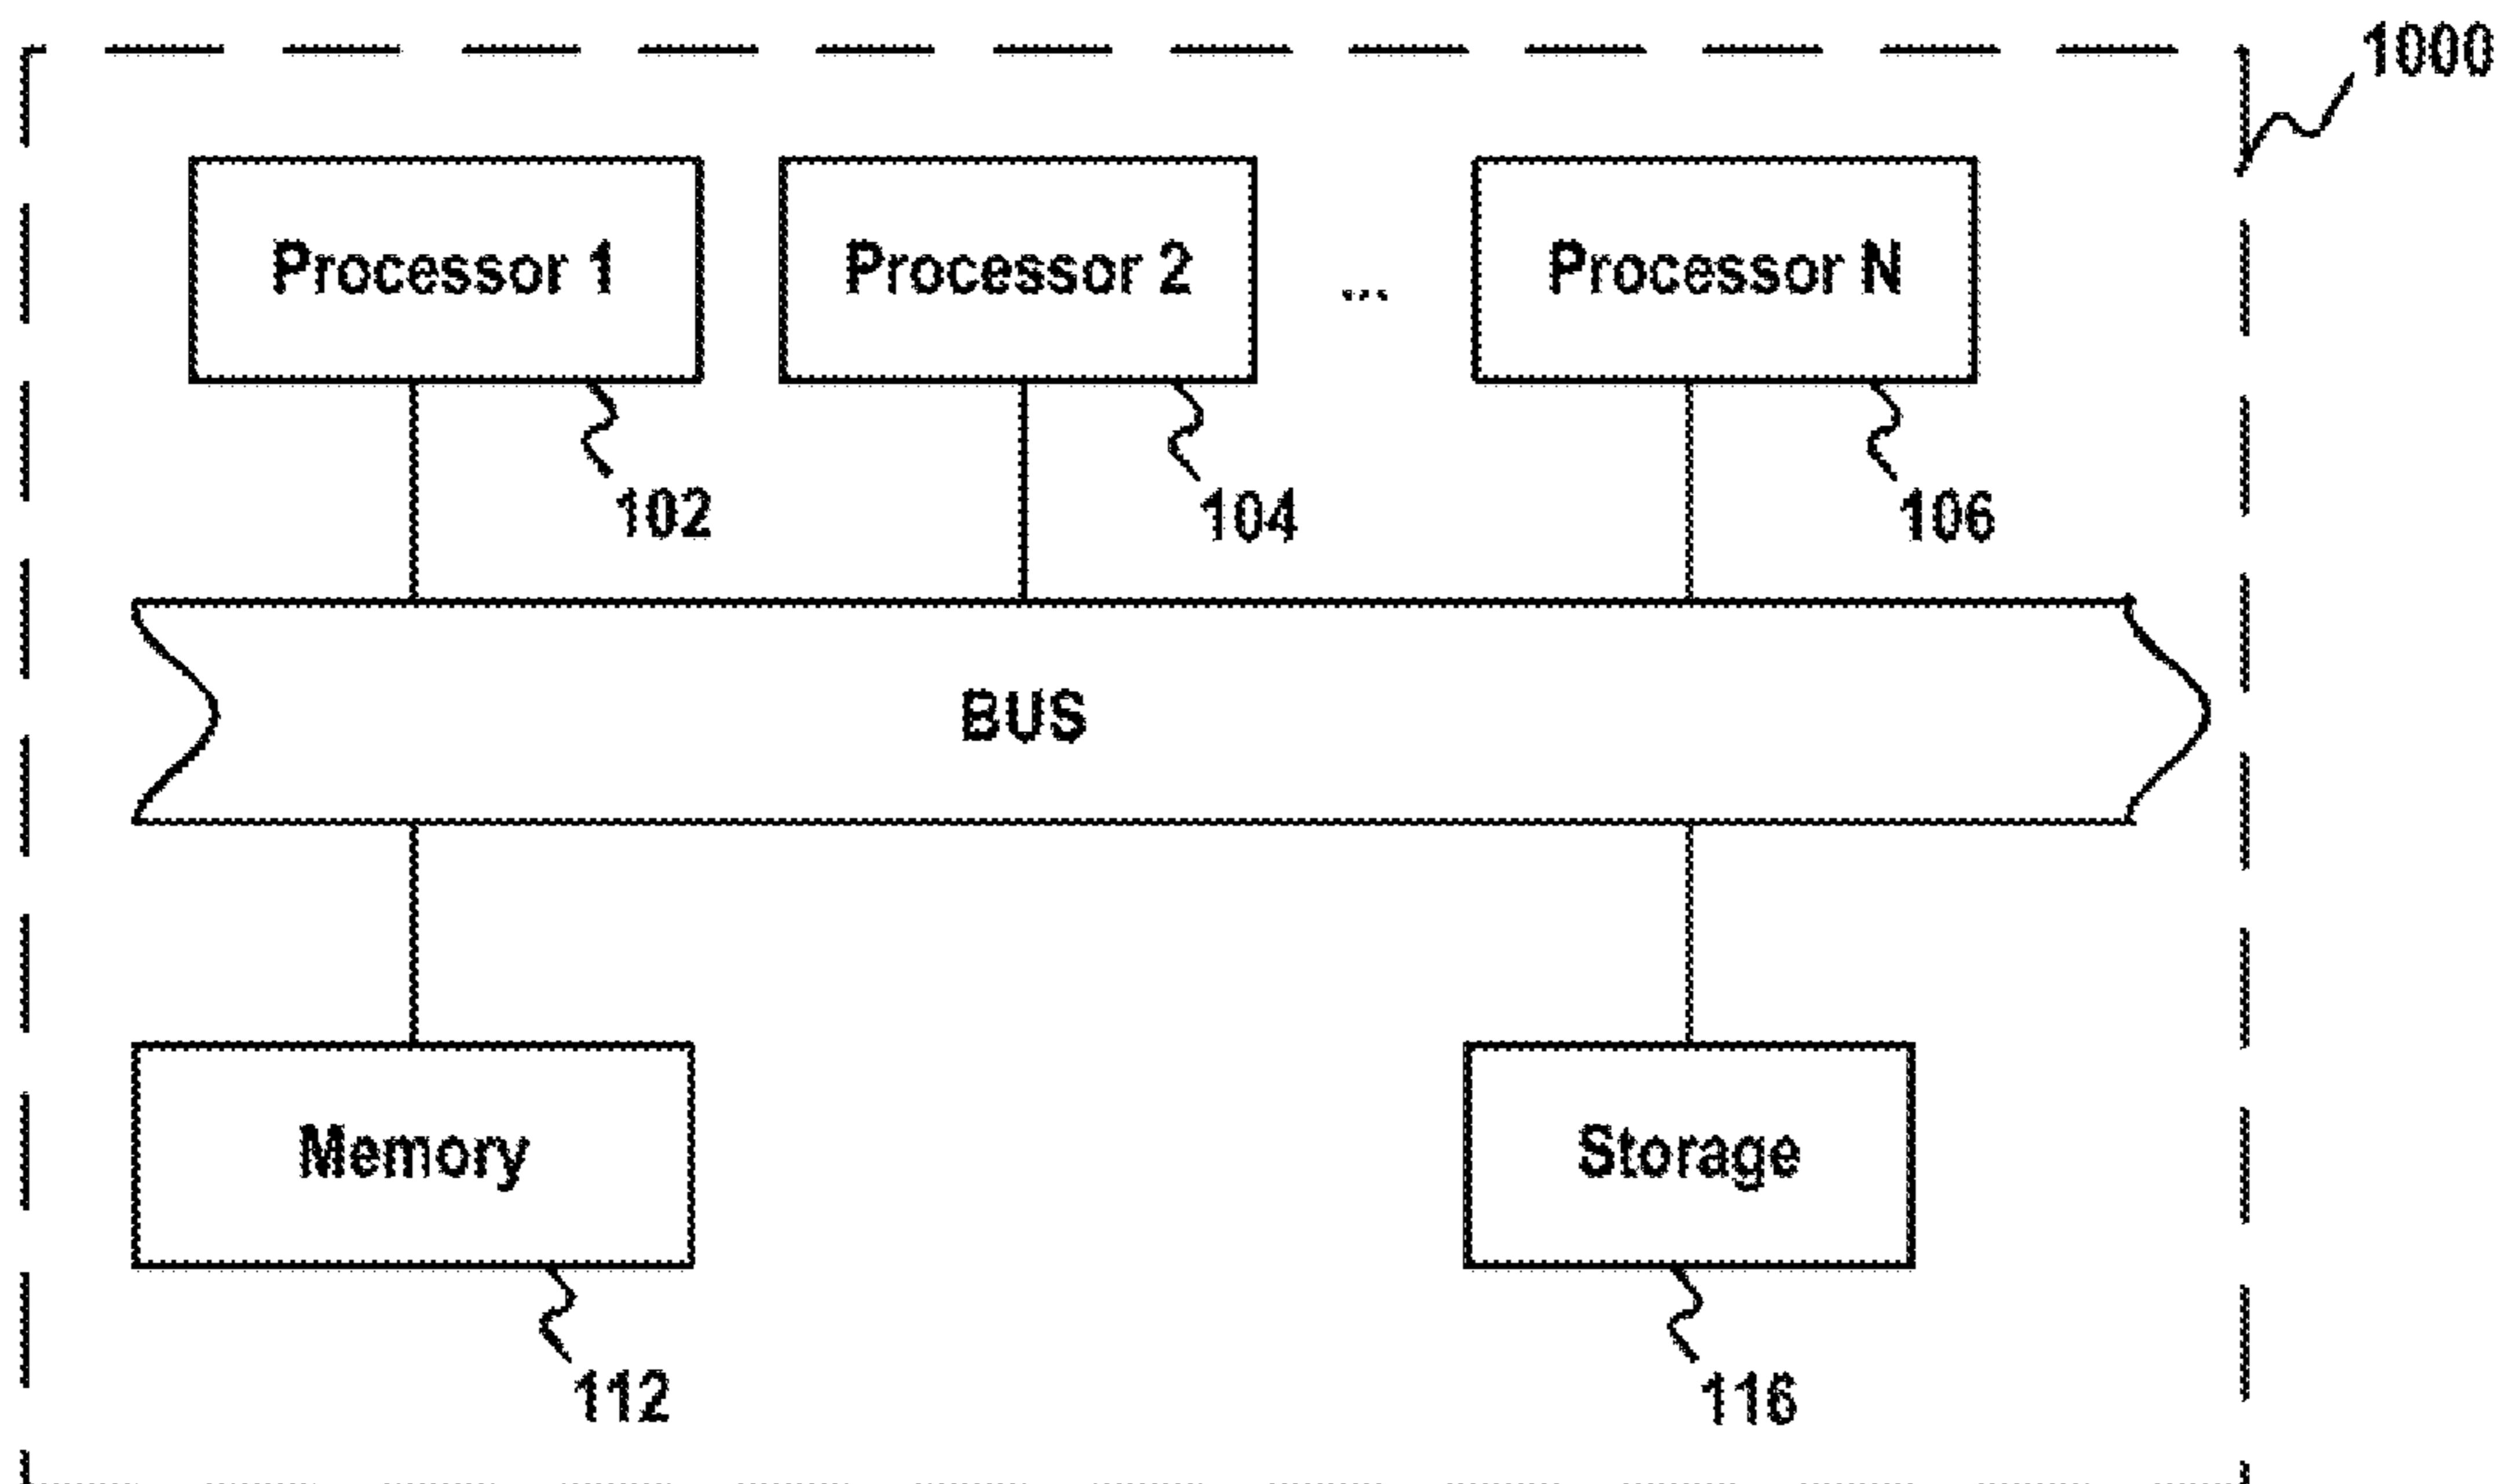 1000
Processor 1
Processor 2
...
Processor N
102
104
106
BUS
Memory
Storage
112
116